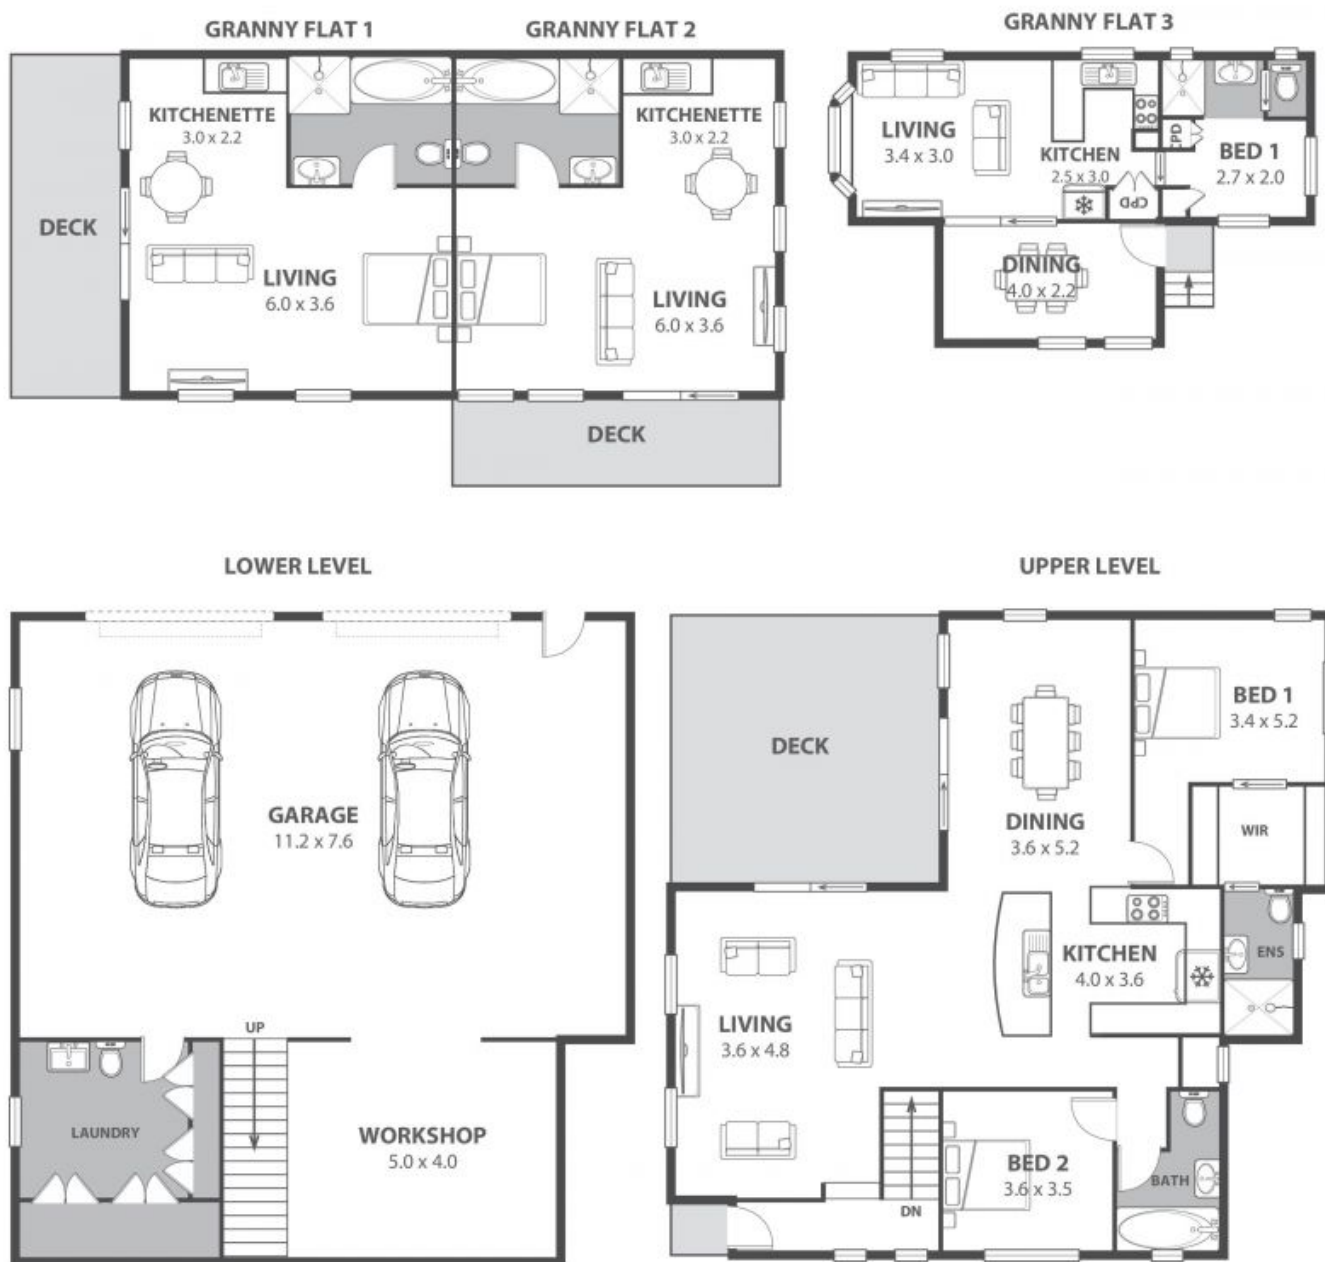 GRANNY FLAT 1
GRANNY FLAT 2
GRANNY FLAT 3
KITCHENETTE
3.0 x 2.2
KITCHENETTE
3.0 x 2.2
DECK
LIVING
6.0 x 3.6
LIVING
6.0 x 3.6
DECK
LIVING
3.4 x 3.0
KITCHEN
2.5 x 3.0
CPD
CPD
BED 1
2.7 x 2.0
DINING
4.0 x 2.2
LOWER LEVEL
GARAGE
11.2 x 7.6
UP
LAUNDRY
WORKSHOP
5.0 x 4.0
UPPER LEVEL
DECK
BED 1
3.4 x 5.2
DINING
3.6 x 5.2
WIR
KITCHEN
4.0 x 3.6
ENS
LIVING
3.6 x 4.8
BED 2
3.6 x 3.5
BATH
DN